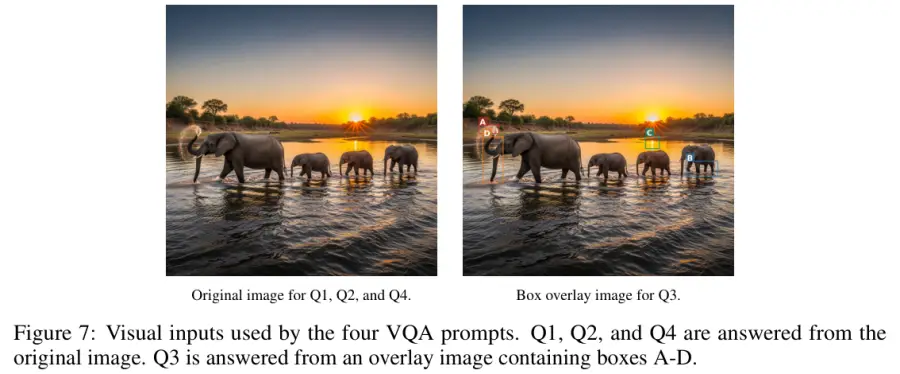 A
D
C
B
Original image for Q1, Q2, and Q4.
Box overlay image for Q3.
Figure 7: Visual inputs used by the four VQA prompts. Q1, Q2, and Q4 are answered from the
original image. Q3 is answered from an overlay image containing boxes A-D.